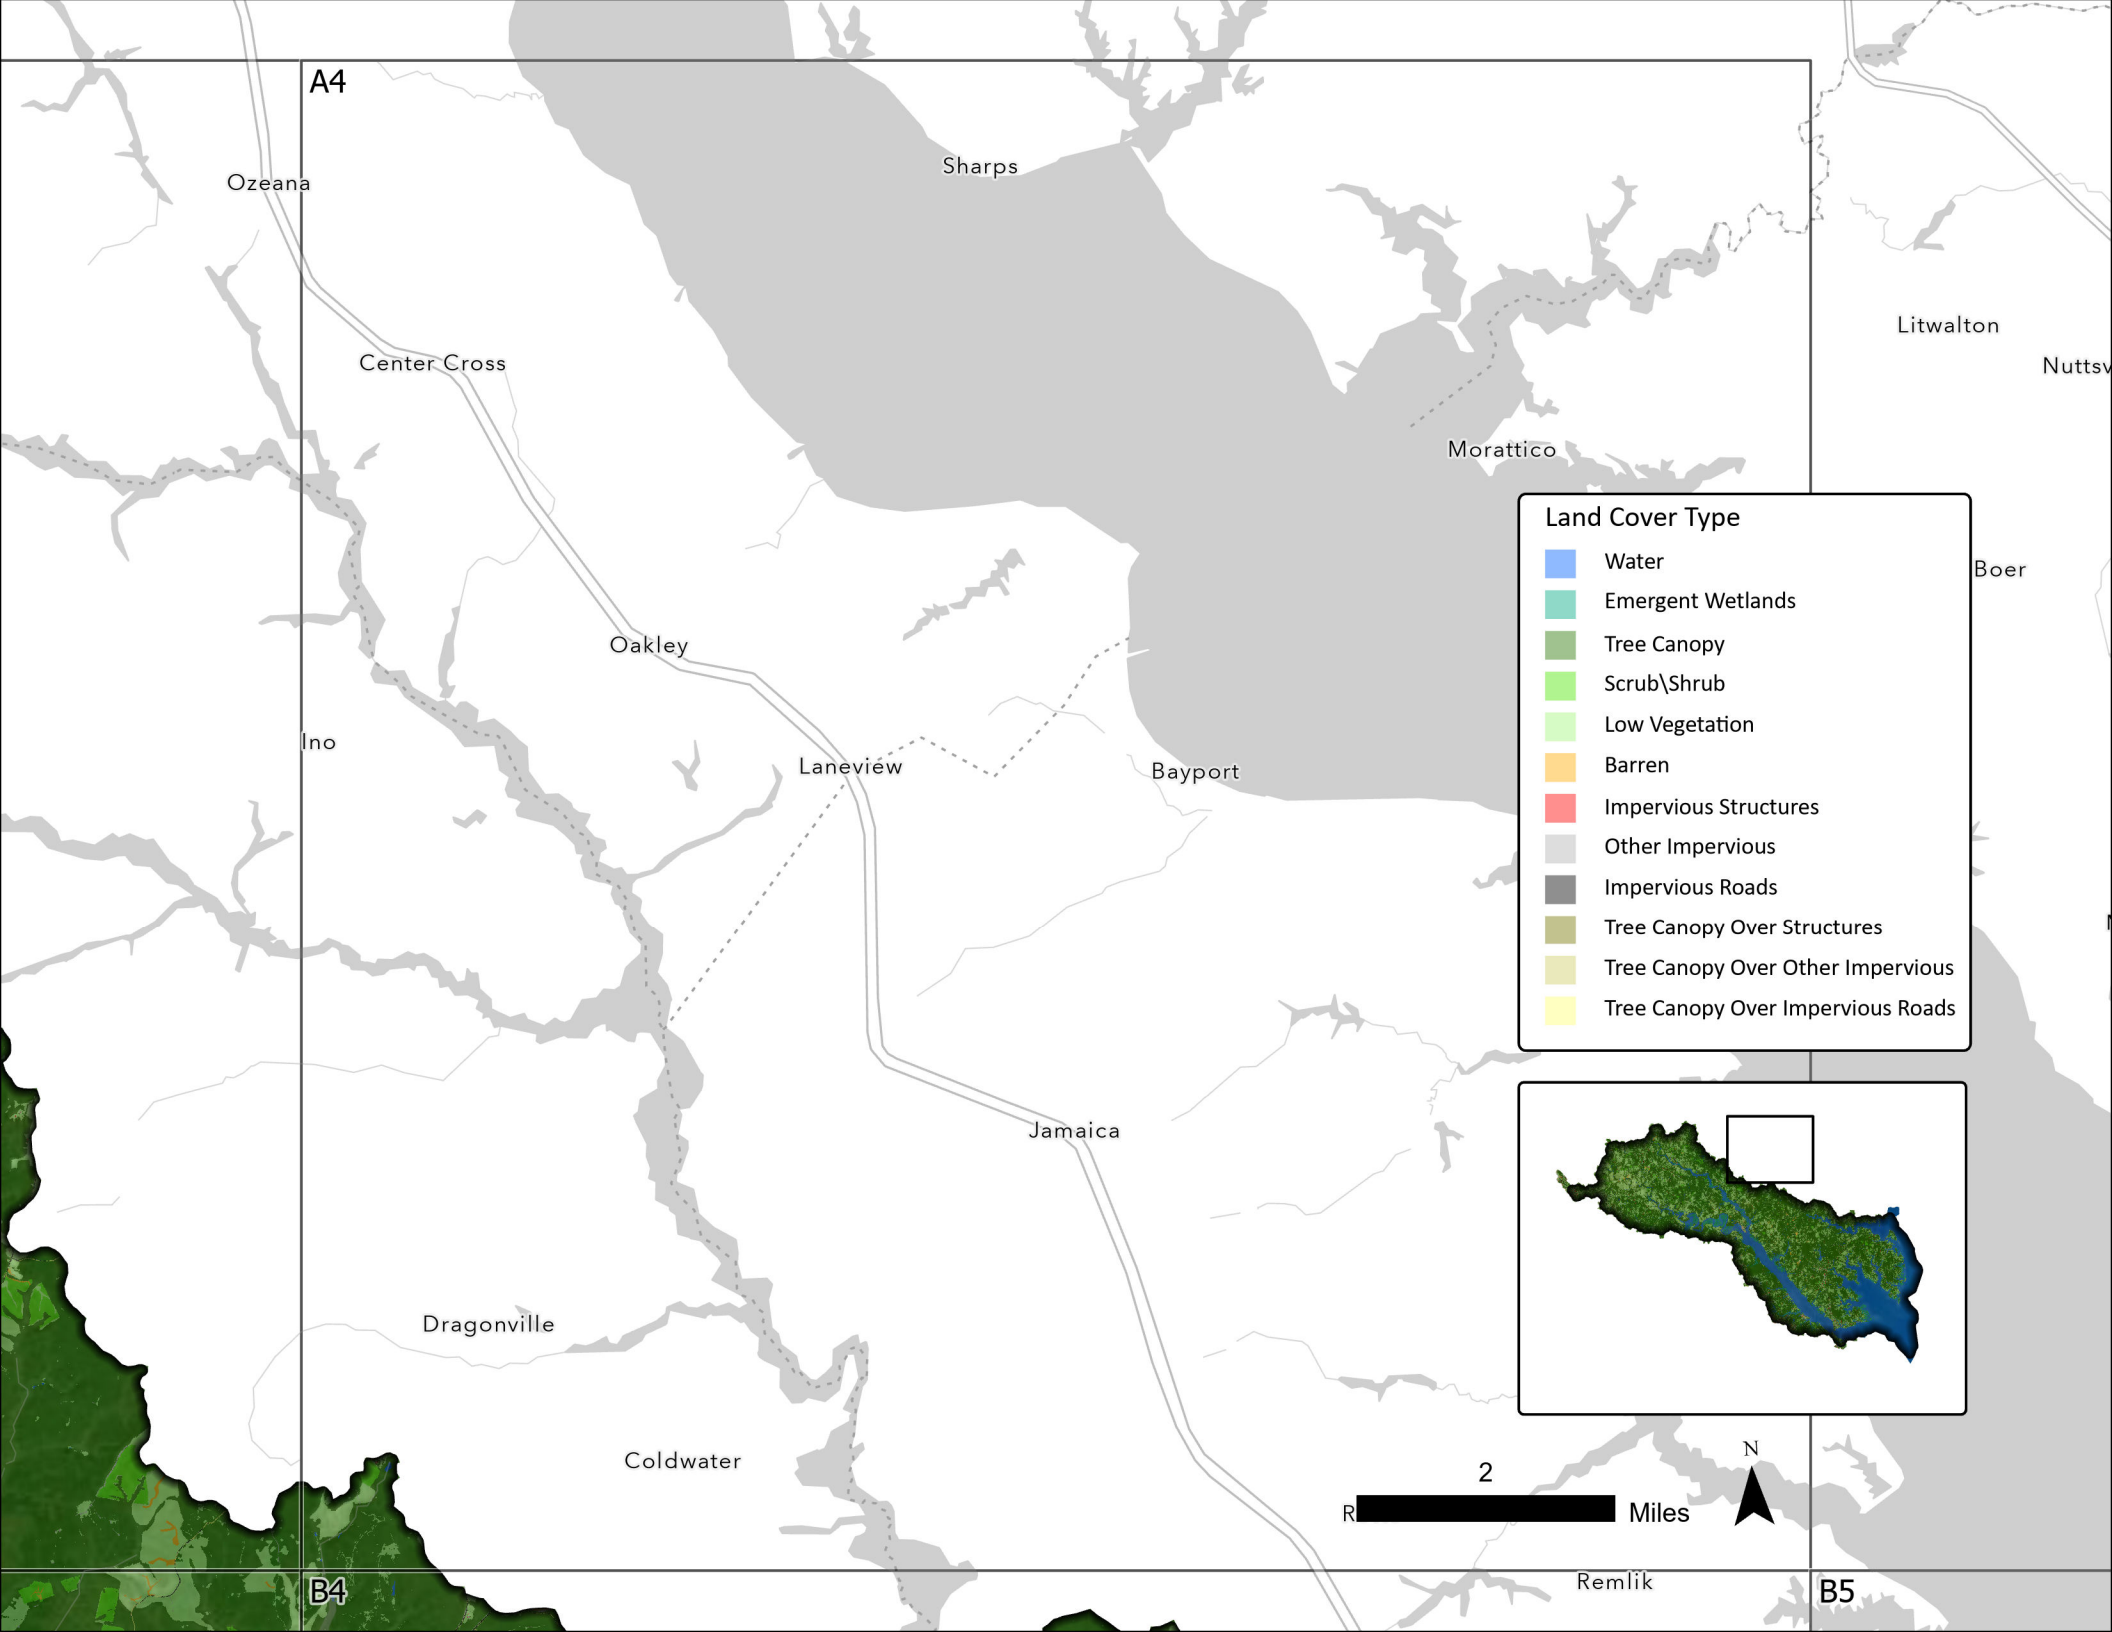 A4
Sharps
Ozeana
Litwalton
Center Cross
Nuttsv
Morattico
Land Cover Type
Water
Emergent Wetlands
Tree Canopy
Scrub\Shrub
Low Vegetation
Barren
Impervious Structures
Other Impervious
Impervious Roads
Tree Canopy Over Structures
Tree Canopy Over Other Impervious
Tree Canopy Over Impervious Roads
Boer
Oakley
Ino
Laneview
Bayport
Jamaica
Dragonville
Coldwater
N
2
R
Miles
B4
Remlik
B5